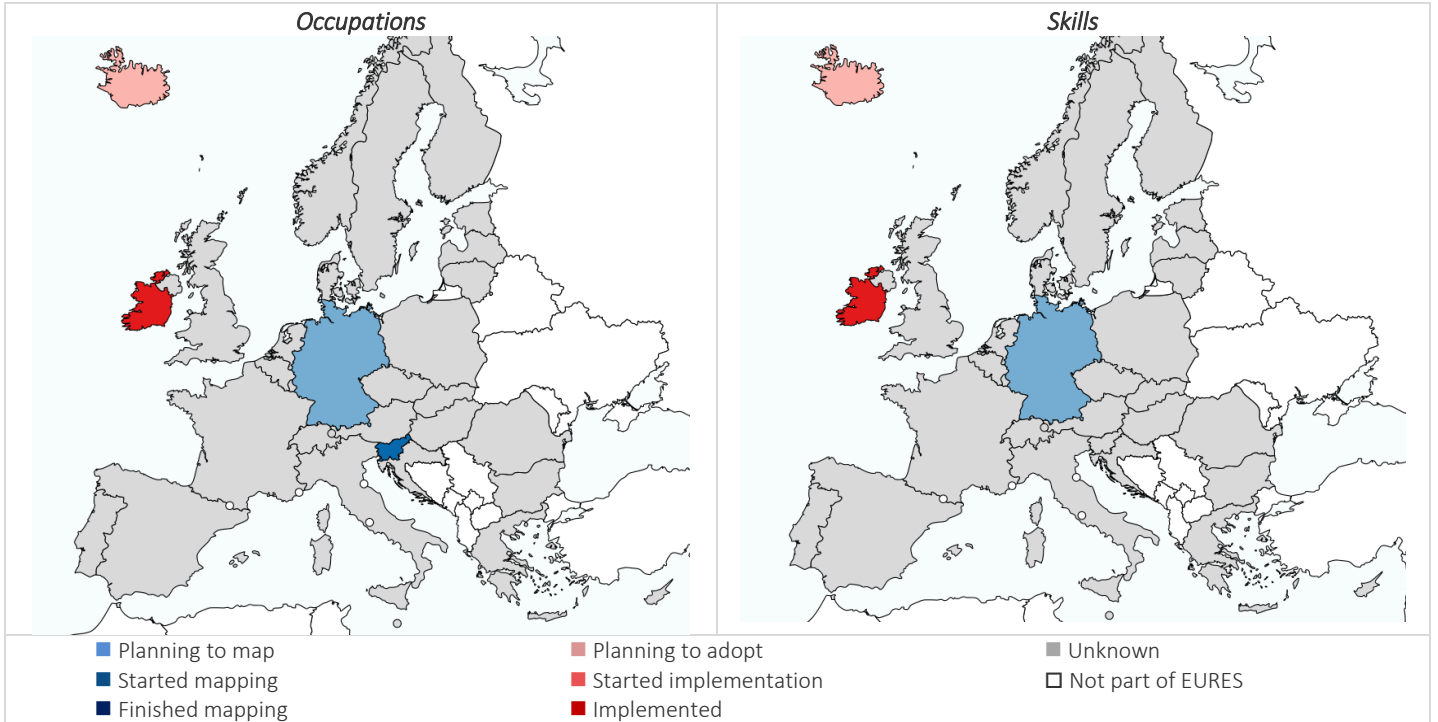 Occupations
Skills
Planning to map
Planning to adopt
Unknown
Started mapping
Started implementation
Not part of EURES
Finished mapping
Implemented